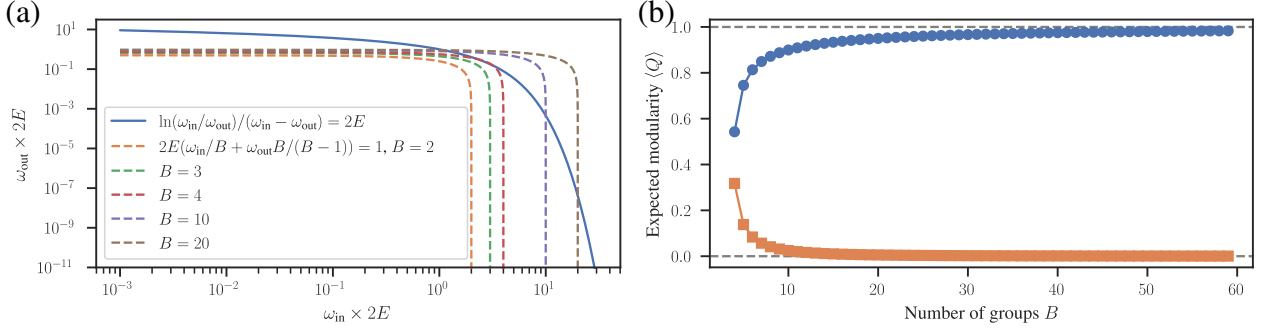 (a)
10^1
10^{-1}
10^{-3}
10^{-5}
10^{-7}
10^{-9}
10^{-11}
ω_out × 2E
ln(ω_in/ω_out)/(ω_in − ω_out) = 2E
2E(ω_in/B + ω_out B/(B − 1)) = 1, B = 2
B = 3
B = 4
B = 10
B = 20
10^{-3} 10^{-2} 10^{-1} 10^0 10^1
ω_in × 2E
(b)
1.0
0.8
0.6
0.4
0.2
0.0
Expected modularity ⟨Q⟩
10 20 30 40 50 60
Number of groups B